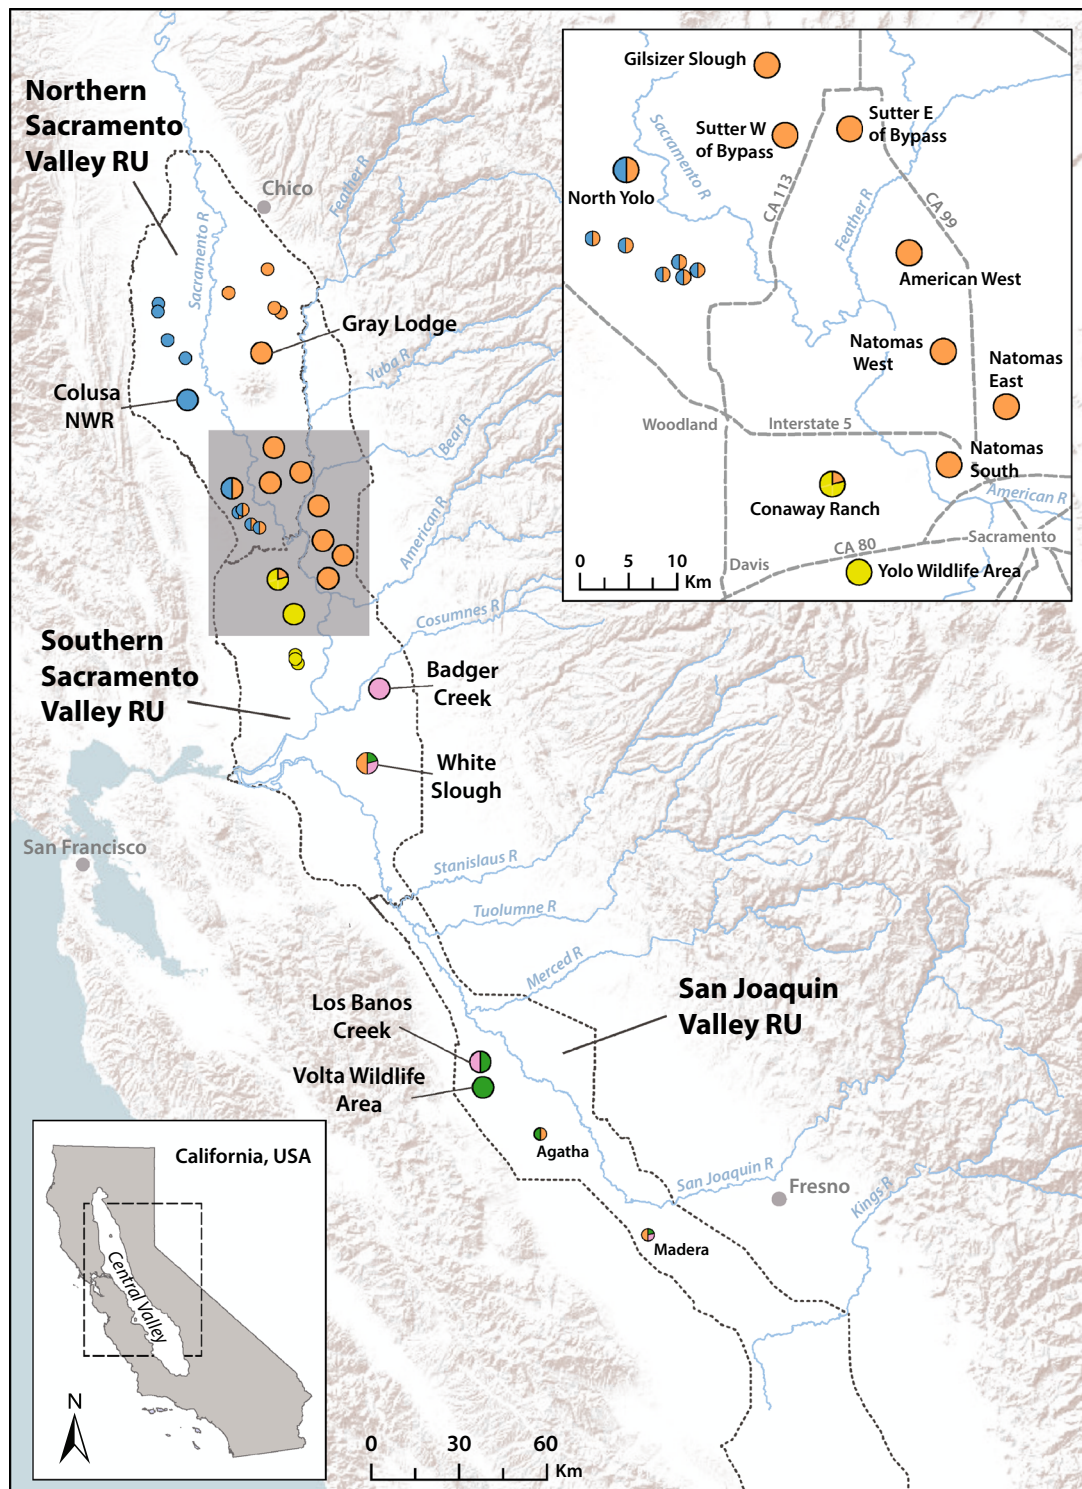 Northern
Sacramento
Valley RU
Chico
Feather R
Sacramento R
Gray Lodge
Yuba R
Colusa
NWR
Bear R
American R
Cosumnes R
Southern
Sacramento
Valley RU
Badger
Creek
White
Slough
San Francisco
Stanislaus R
Tuolumne R
Merced R
San Joaquin
Valley RU
Los Banos
Creek
Volta Wildlife
Area
Agatha
San Joaquin R
Fresno
Kings R
Madera
Gilsizer Slough
Sacramento R
Sutter W
of Bypass
Sutter E
of Bypass
North Yolo
CA 113
Feather R
CA 99
American West
Natomas
West
Natomas
East
Woodland
Interstate 5
Natomas
South
American R
Conaway Ranch
Sacramento
CA 80
Davis
Yolo Wildlife Area
0 5 10
Km
California, USA
Central Valley
N
0 30 60
Km